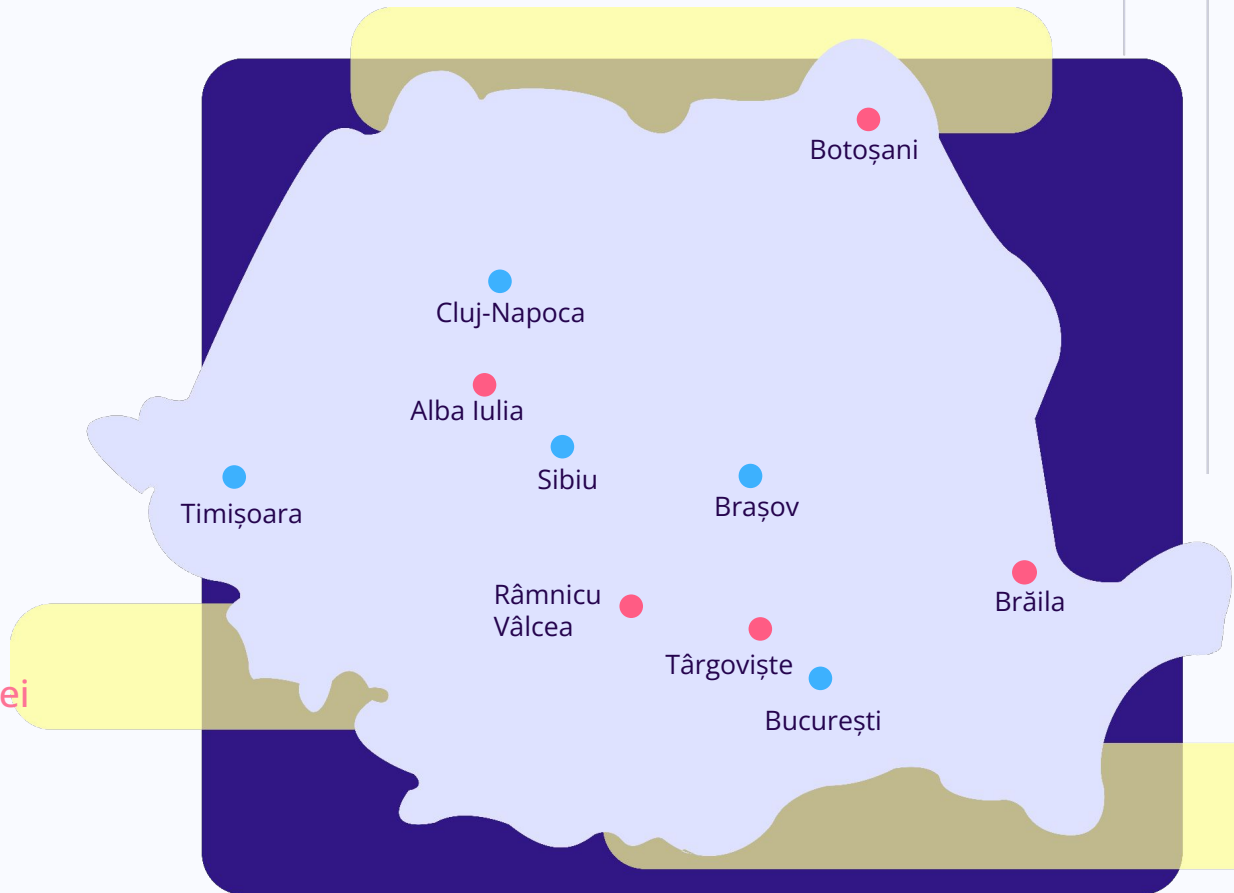 Botoșani
Cluj-Napoca
Alba Iulia
Sibiu
Brașov
Timișoara
Râmnicu
Vâlcea
Brăila
Târgoviște
ei
București